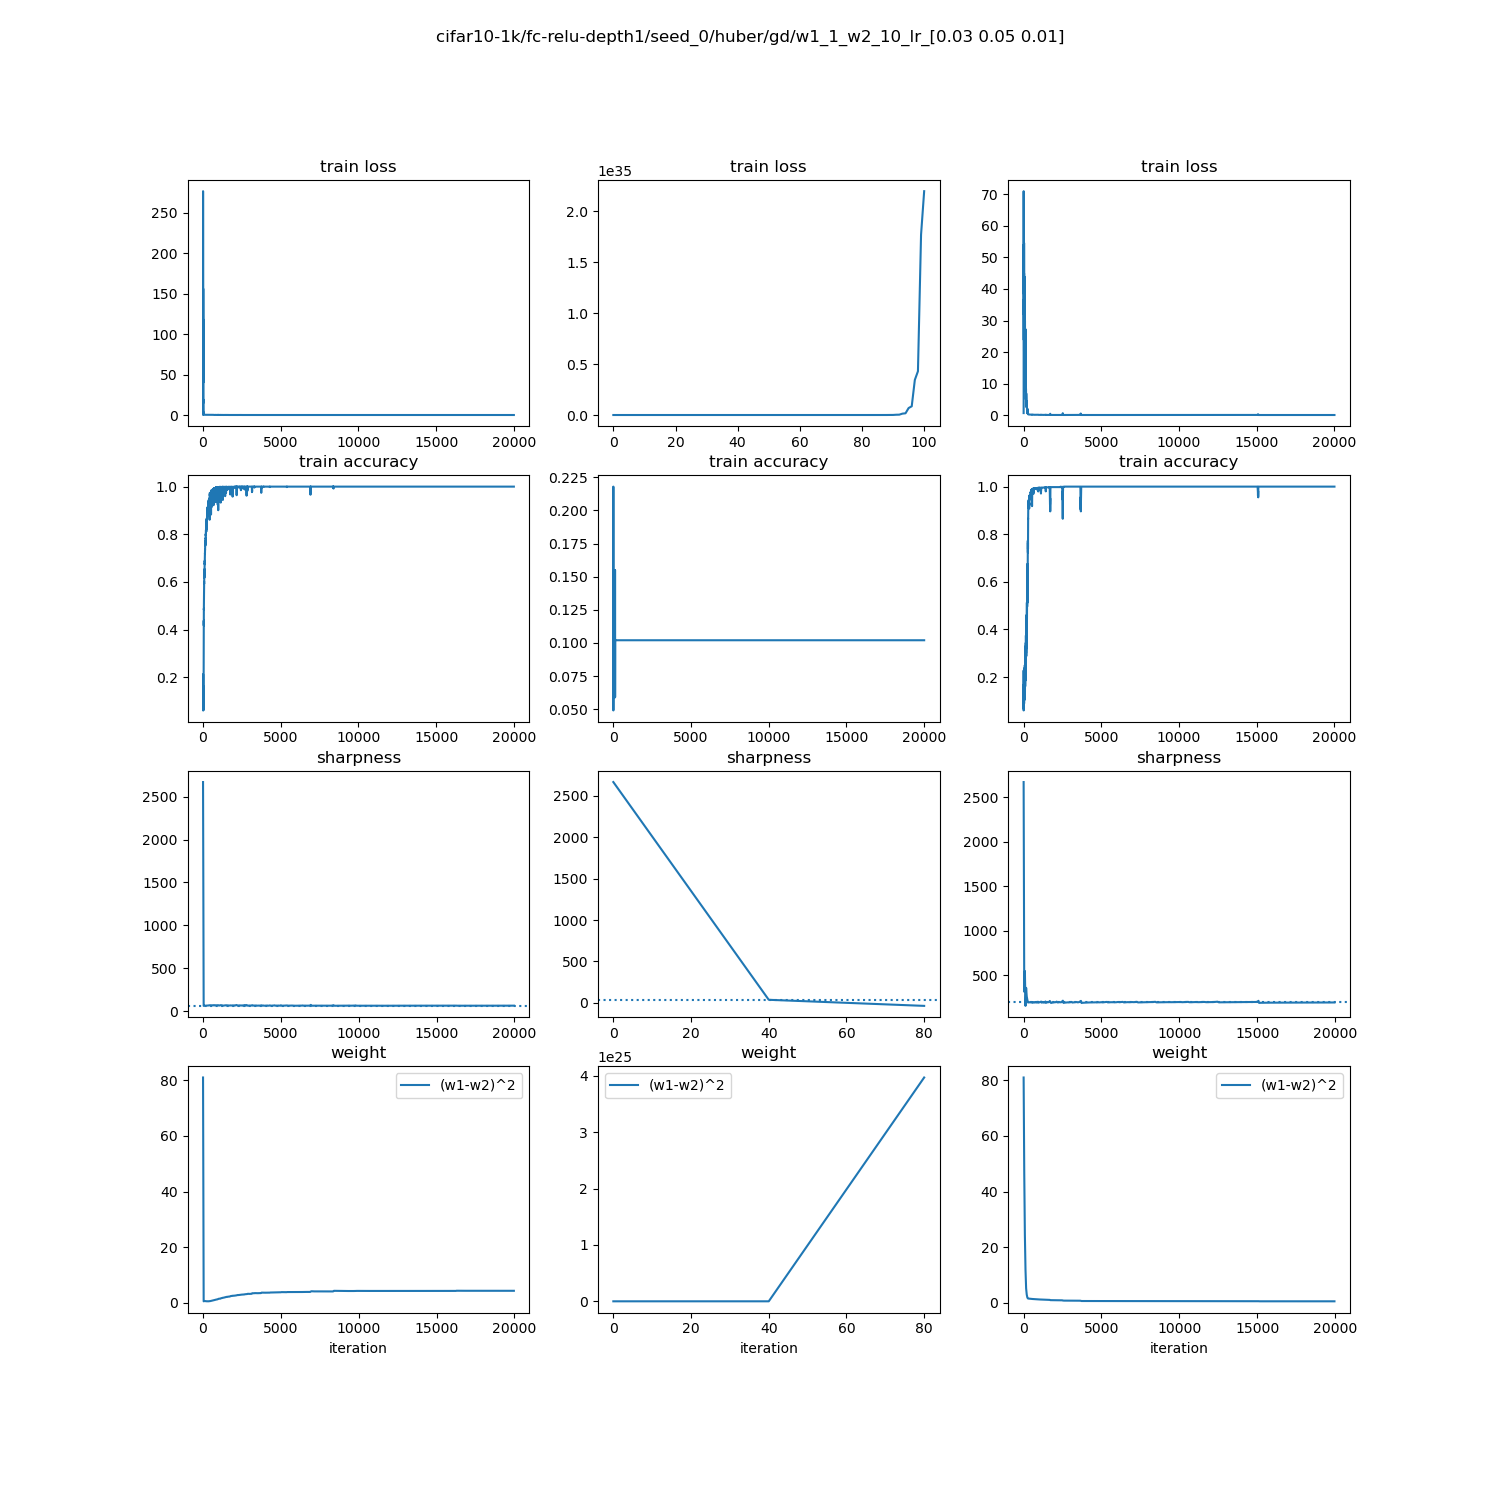 cifar10-1k/fc-relu-depth1/seed_0/huber/gd/w1_1_w2_10_lr_[0.03 0.05 0.01]
train loss
250
200
150
100
50
0
0 5000 10000 15000 20000
train loss
1e35
2.0
1.5
1.0
0.5
0.0
0 20 40 60 80 100
train loss
70
60
50
40
30
20
10
0
0 5000 10000 15000 20000
train accuracy
1.0
0.8
0.6
0.4
0.2
0 5000 10000 15000 20000
train accuracy
0.225
0.200
0.175
0.150
0.125
0.100
0.075
0.050
0 5000 10000 15000 20000
train accuracy
1.0
0.8
0.6
0.4
0.2
0 5000 10000 15000 20000
sharpness
2500
2000
1500
1000
500
0
0 5000 10000 15000 20000
sharpness
2500
2000
1500
1000
500
0
0 20 40 60 80
sharpness
2500
2000
1500
1000
500
0 5000 10000 15000 20000
weight
(w1-w2)^2
80
60
40
20
0
0 5000 10000 15000 20000
iteration
weight
1e25
(w1-w2)^2
4
3
2
1
0
0 20 40 60 80
iteration
weight
(w1-w2)^2
80
60
40
20
0
0 5000 10000 15000 20000
iteration